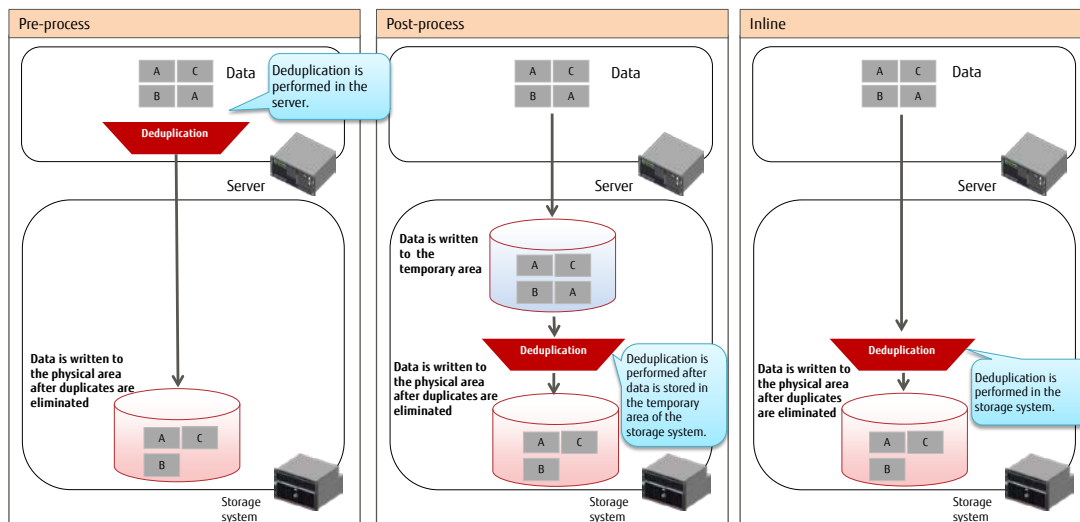 Pre-process
A C
B A
Data
Deduplication is
performed in the
server.
Deduplication
Server
Data is written to
the physical area
after duplicates are
eliminated
A C
B
Storage
system
Post-process
A C
B A
Data
Server
Data is written
to the
temporary area
A C
B A
Deduplication
Deduplication is
performed after
data is stored in
the temporary
area of the
storage system.
Data is written to
the physical area
after duplicates are
eliminated
A C
B
Storage
system
Inline
A C
B A
Data
Server
Deduplication
Deduplication is
performed in the
storage system.
Data is written to
the physical area
after duplicates
are eliminated
A C
B
Storage
system